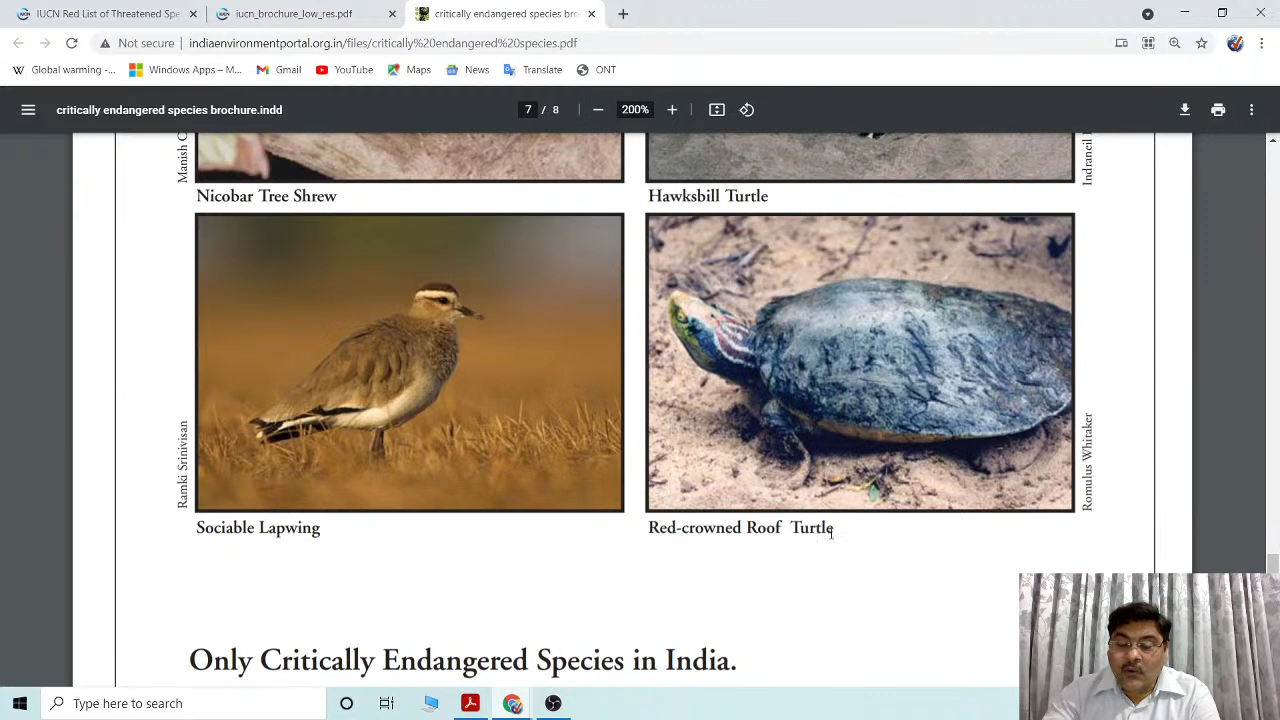 IUCN Red List of Threatened Spe
iucn_brochure_low_res.pdf
critically endangered species bro
Not secure
indiaenvironmentportal.org.in/files/critically%20endangered%20species.pdf
Global warming -...
Windows Apps – M...
Gmail
YouTube
Maps
News
Translate
ONT
critically endangered species brochure.indd
7 / 8
200%
Manish C
Indraneil
Nicobar Tree Shrew
Hawksbill Turtle
Ramki Srinivisan
Romulus Whitaker
Sociable Lapwing
Red-crowned Roof Turtle
Only Critically Endangered Species in India.
Type here to search